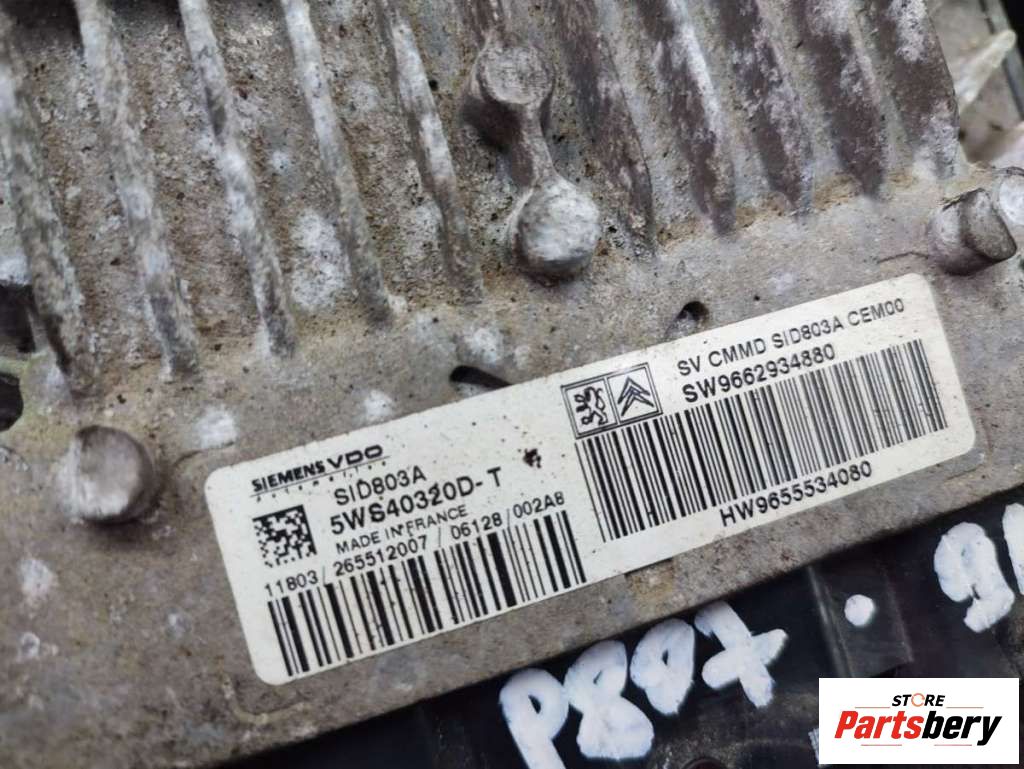 SIEMENS VDO
Automotive
SID803A
5WS40320D-T
MADE IN FRANCE
11803/265512007/06128/002A8
SV CMMD SID803A CEM00
SW9662934880
HW9655534080
STORE
Partsbery